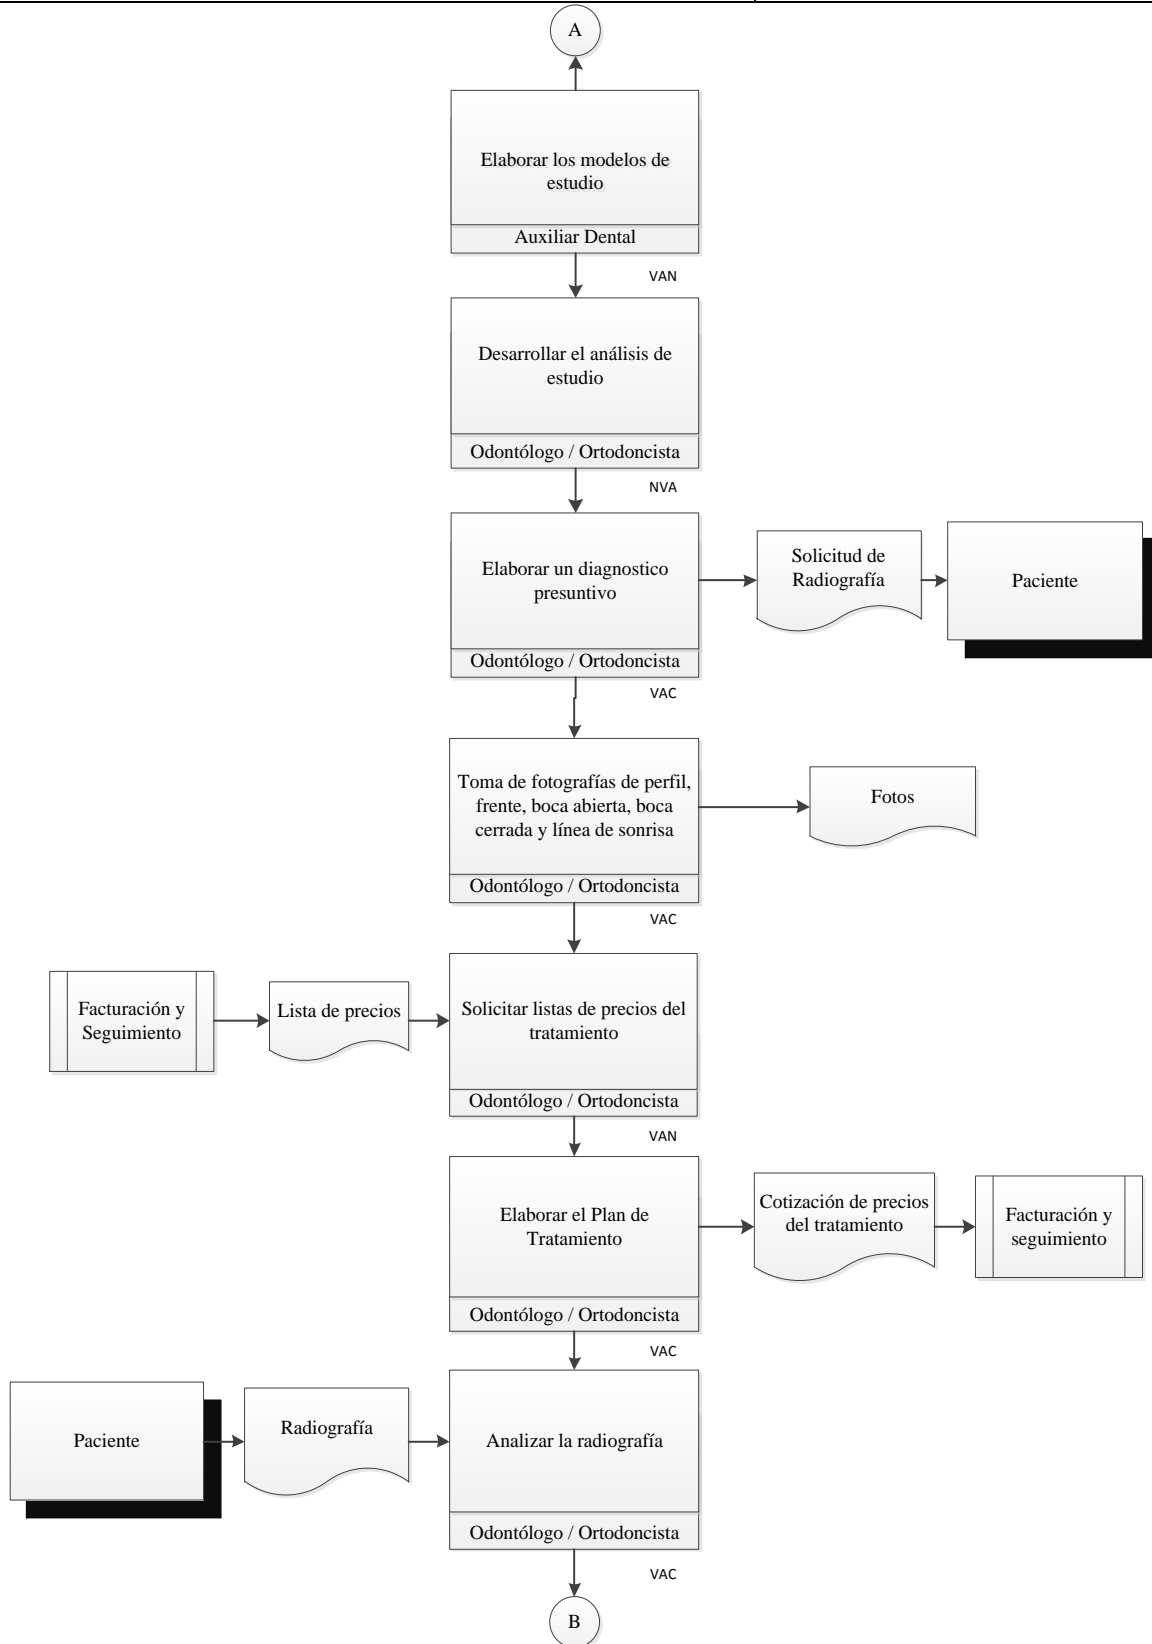 A
Elaborar los modelos de
estudio
Auxiliar Dental
VAN
Desarrollar el análisis de
estudio
Odontólogo / Ortodoncista
NVA
Elaborar un diagnostico
presuntivo
Odontólogo / Ortodoncista
Solicitud de
Radiografía
Paciente
VAC
Toma de fotografías de perfil,
frente, boca abierta, boca
cerrada y línea de sonrisa
Odontólogo / Ortodoncista
Fotos
VAC
Facturación y
Seguimiento
Lista de precios
Solicitar listas de precios del
tratamiento
Odontólogo / Ortodoncista
VAN
Elaborar el Plan de
Tratamiento
Odontólogo / Ortodoncista
Cotización de precios
del tratamiento
Facturación y
seguimiento
VAC
Paciente
Radiografía
Analizar la radiografía
Odontólogo / Ortodoncista
VAC
B